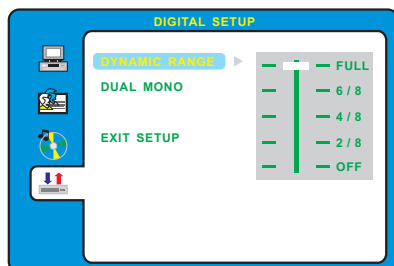 DIGITAL SETUP
DYNAMIC RANGE
DUAL MONO
EXIT SETUP
FULL
6 / 8
4 / 8
2 / 8
OFF